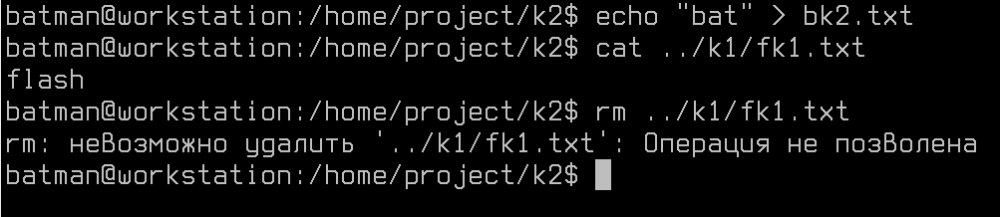 batman@workstation:/home/project/k2$ echo "bat" > bk2.txt
batman@workstation:/home/project/k2$ cat ../k1/fk1.txt
flash
batman@workstation:/home/project/k2$ rm ../k1/fk1.txt
rm: невозможно удалить '../k1/fk1.txt': Операция не позволена
batman@workstation:/home/project/k2$